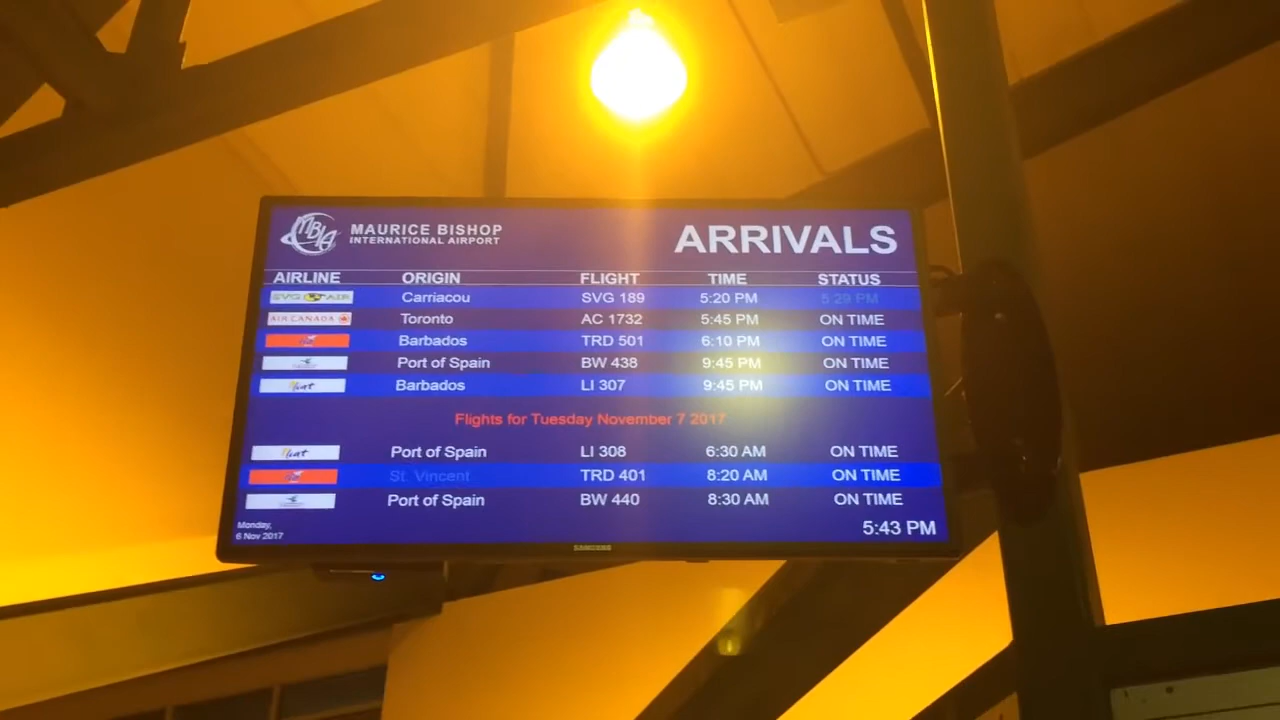 MBIA MAURICE BISHOP
INTERNATIONAL AIRPORT
ARRIVALS
AIRLINE ORIGIN FLIGHT TIME STATUS
SVG AIR Carriacou SVG 189 5:20 PM 5:29 PM
AIR CANADA Toronto AC 1732 5:45 PM ON TIME
Barbados TRD 501 6:10 PM ON TIME
Port of Spain BW 438 9:45 PM ON TIME
liat Barbados LI 307 9:45 PM ON TIME
Flights for Tuesday November 7 2017
liat Port of Spain LI 308 6:30 AM ON TIME
St. Vincent TRD 401 8:20 AM ON TIME
Port of Spain BW 440 8:30 AM ON TIME
Monday,
6 Nov 2017
5:43 PM
SAMSUNG